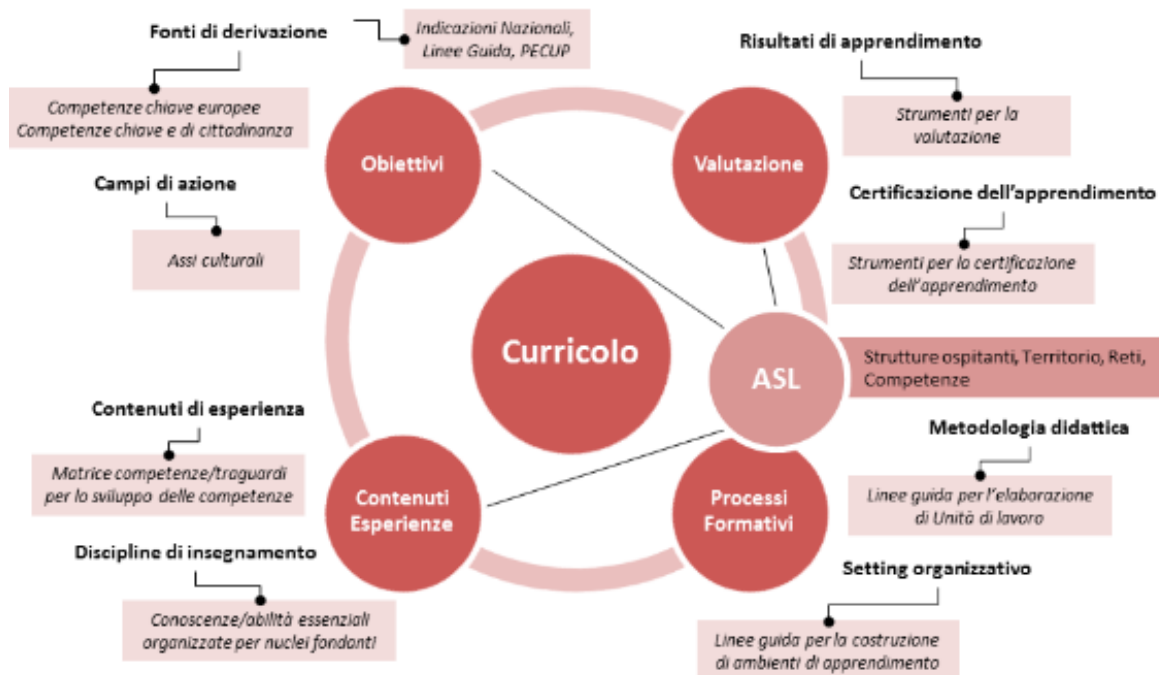 Fonti di derivazione
Indicazioni Nazionali,
Linee Guida, PECUP
Competenze chiave europee
Competenze chiave e di cittadinanza
Campi di azione
Assi culturali
Obiettivi
Valutazione
Risultati di apprendimento
Strumenti per la
valutazione
Certificazione dell'apprendimento
Strumenti per la certificazione
dell'apprendimento
Curricolo
ASL
Strutture ospitanti, Territorio, Reti,
Competenze
Contenuti di esperienza
Matrice competenze/traguardi
per lo sviluppo delle competenze
Contenuti
Esperienze
Processi
Formativi
Metodologia didattica
Linee guida per l'elaborazione
di Unità di lavoro
Discipline di insegnamento
Conoscenze/abilità essenziali
organizzate per nuclei fondanti
Setting organizzativo
Linee guida per la costruzione
di ambienti di apprendimento